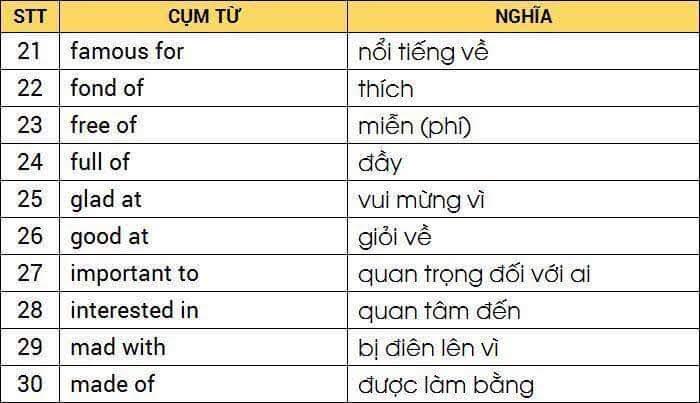 STT CỤM TỪ NGHĨA
21 famous for nổi tiếng về
22 fond of thích
23 free of miễn (phí)
24 full of đầy
25 glad at vui mừng vì
26 good at giỏi về
27 important to quan trọng đối với ai
28 interested in quan tâm đến
29 mad with bị điên lên vì
30 made of được làm bằng